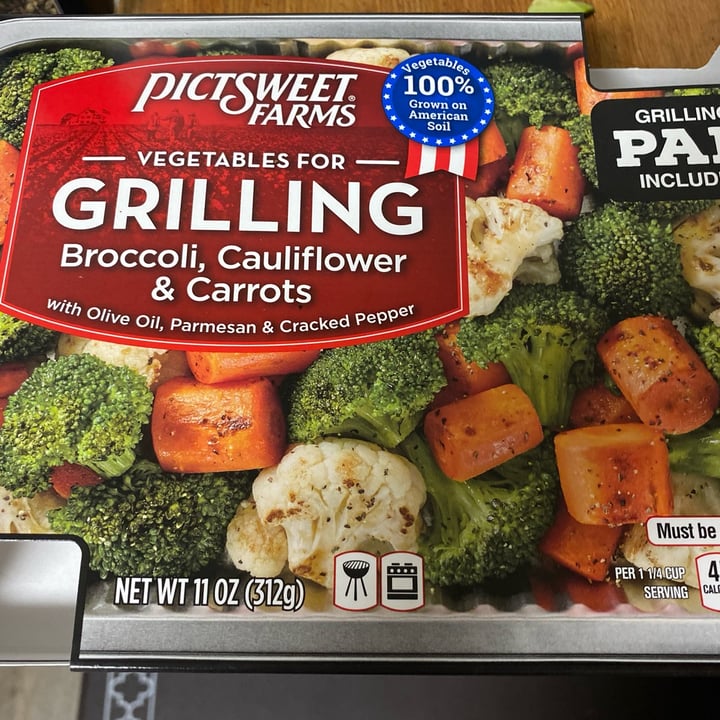 PICTSWEET
FARMS
VEGETABLES FOR
GRILLING
Broccoli, Cauliflower
& Carrots
with Olive Oil, Parmesan & Cracked Pepper
Vegetables
100%
Grown on
American
Soil
GRILLING
NET WT 11 OZ (312g)
Must be
PER 1 1/4 CUP
SERVING